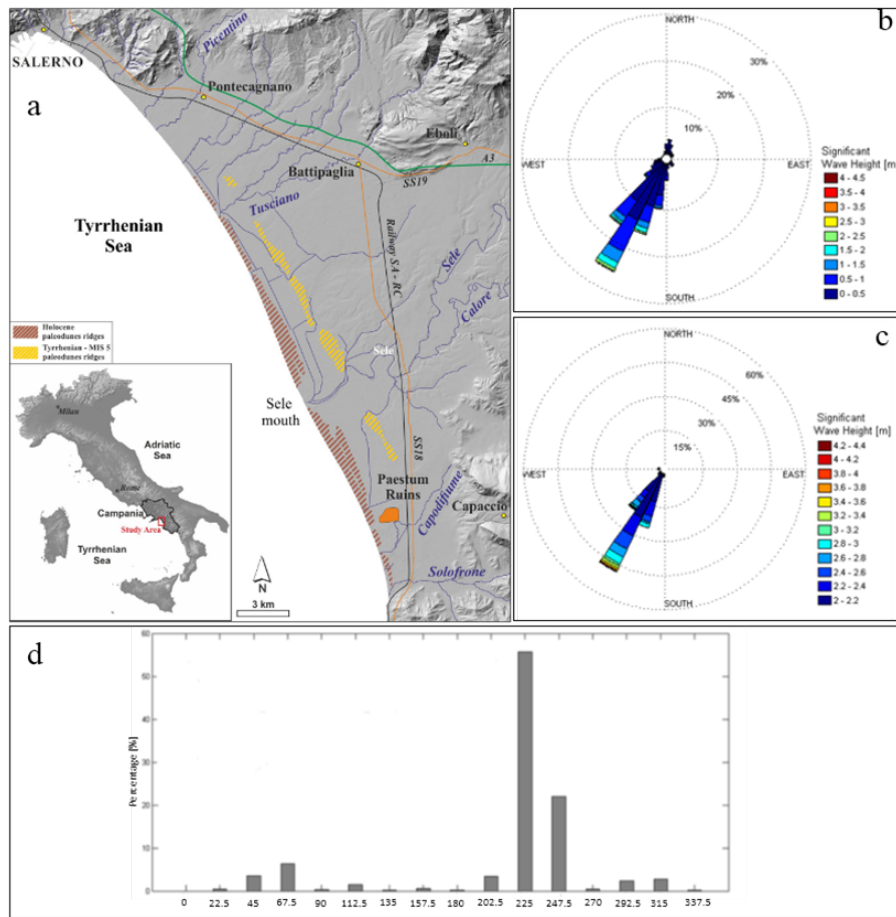 a
SALERNO
Picentino
Pontecagnano
Eboli
A3
SS19
Battipaglia
Tusciano
Tyrrhenian
Sea
Railway SA - RC
Sele
Calore
Holocene
paleodunes ridges
Tyrrhenian - MIS 5
paleodunes ridges
Sele
Sele
mouth
SS18
Paestum
Ruins
Capodifiume
Capaccio
Solofrone
N
3 km
Milan
Adriatic
Sea
Rome
Campania
Study Area
Tyrrhenian
Sea
b
NORTH
30%
20%
10%
WEST
EAST
SOUTH
Significant
Wave Height [m]
4 - 4.5
3.5 - 4
3 - 3.5
2.5 - 3
2 - 2.5
1.5 - 2
1 - 1.5
0.5 - 1
0 - 0.5
c
NORTH
60%
45%
30%
15%
WEST
EAST
SOUTH
Significant
Wave Height [m]
4.2 - 4.4
4 - 4.2
3.8 - 4
3.6 - 3.8
3.4 - 3.6
3.2 - 3.4
3 - 3.2
2.8 - 3
2.6 - 2.8
2.4 - 2.6
2.2 - 2.4
2 - 2.2
d
Percentage [%]
60
50
40
30
20
10
0
0 22.5 45 67.5 90 112.5 135 157.5 180 202.5 225 247.5 270 292.5 315 337.5